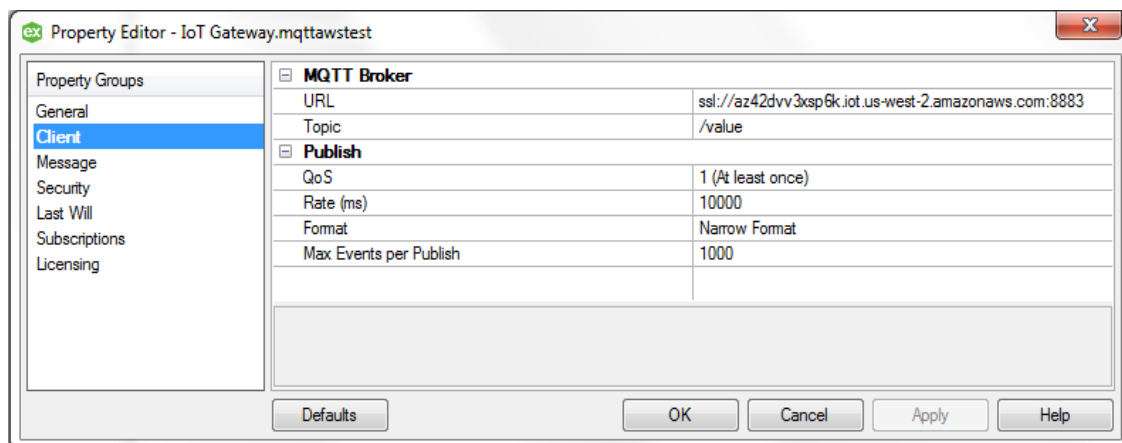 ex Property Editor - IoT Gateway.mqttawstest
Property Groups
General
Client
Message
Security
Last Will
Subscriptions
Licensing
MQTT Broker
URL ssl://az42dvv3xsp6k.iot.us-west-2.amazonaws.com:8883
Topic /value
Publish
QoS 1 (At least once)
Rate (ms) 10000
Format Narrow Format
Max Events per Publish 1000
Defaults OK Cancel Apply Help